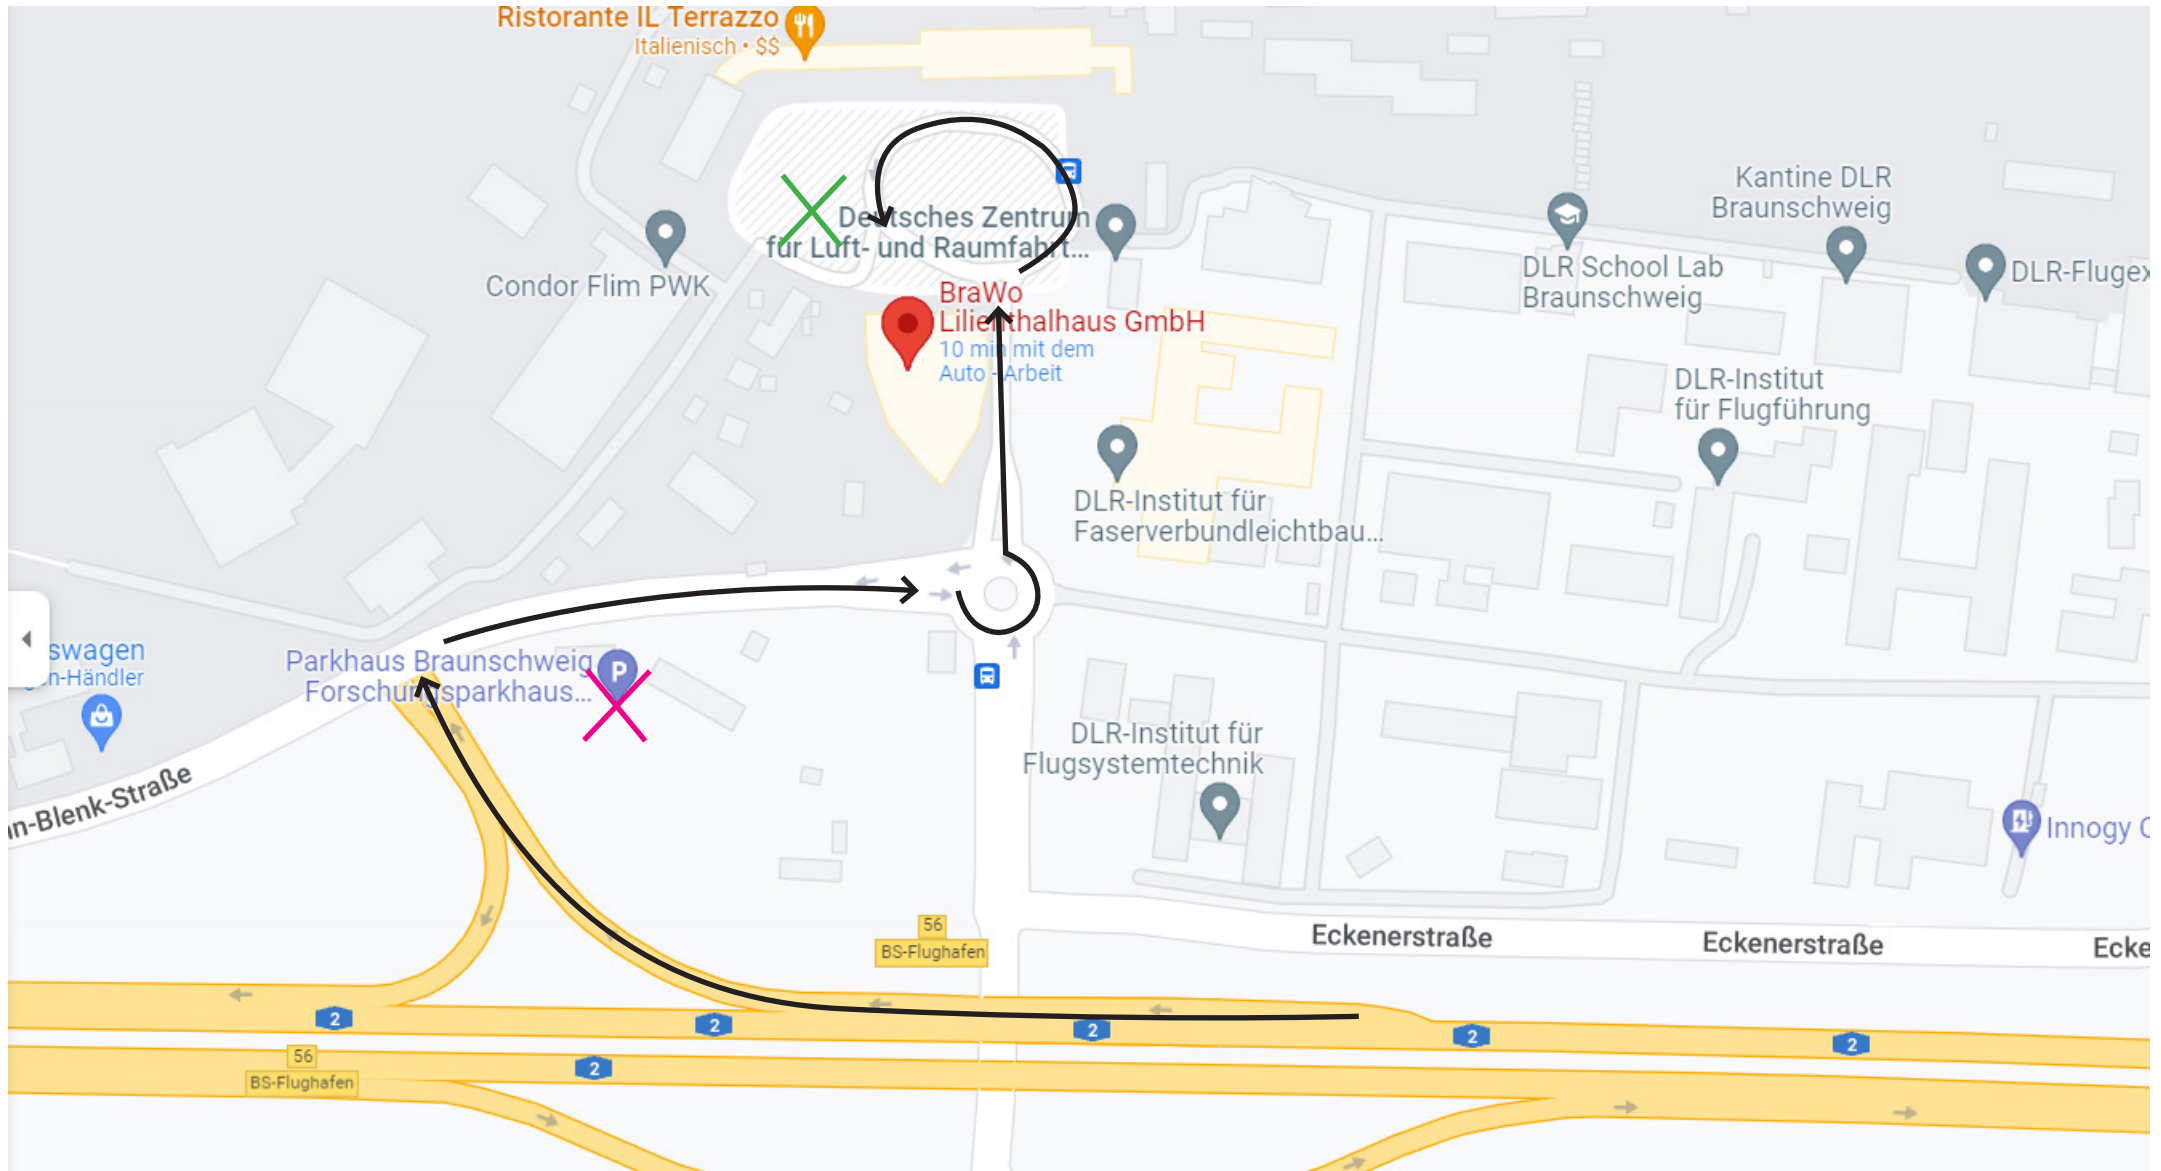 Ristorante IL Terrazzo
Italienisch • $$
Deutsches Zentrum
für Luft- und Raumfahrt...
Condor Flim PWK
BraWo
Lilienthalhaus GmbH
10 min mit dem
Auto - Arbeit
Kantine DLR
Braunschweig
DLR School Lab
Braunschweig
DLR-Flugex
DLR-Institut
für Flugführung
DLR-Institut für
Faserverbundleichtbau...
swagen
en-Händler
Parkhaus Braunschweig
Forschungsparkhaus...
P
DLR-Institut für
Flugsystemtechnik
nn-Blenk-Straße
Innogy C
56
BS-Flughafen
Eckenerstraße
Eckenerstraße
Ecke
2
2
2
2
2
56
BS-Flughafen
2